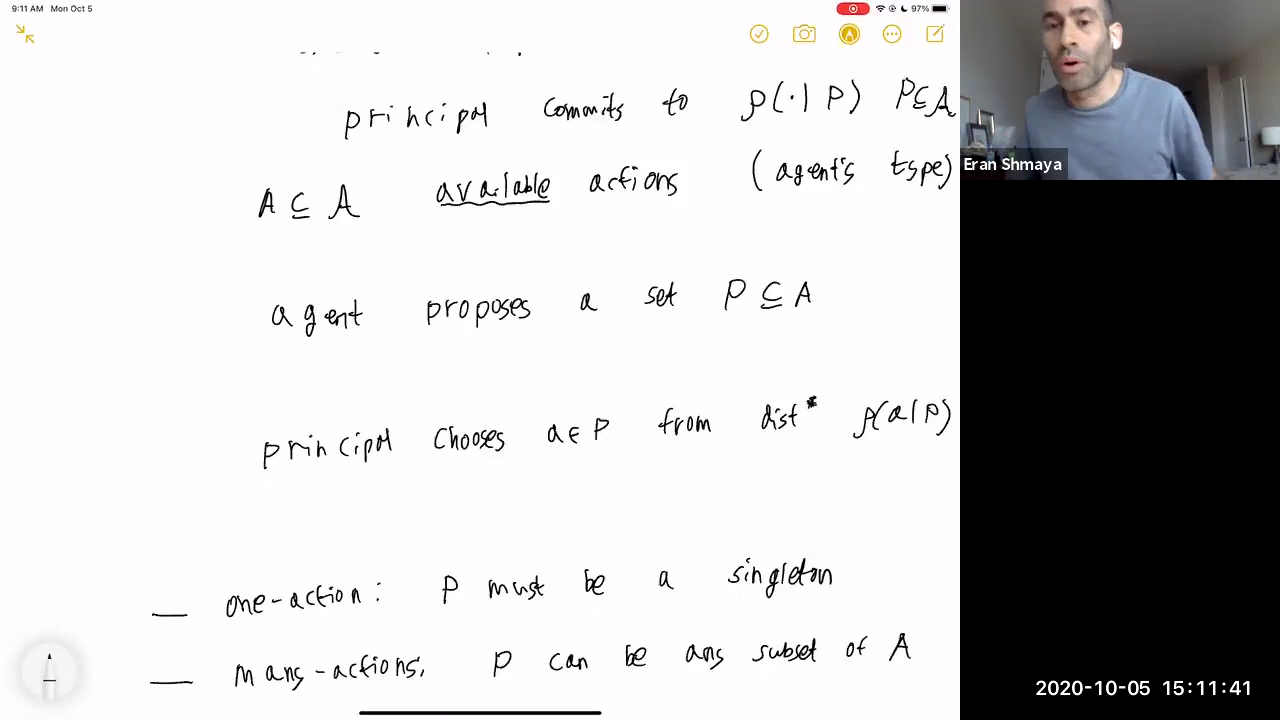 9:11 AM Mon Oct 5
97%
principal commits to ρ(·|P) P⊆𝒜
A ⊆ 𝒜 available actions (agent's type)
agent proposes a set P ⊆ A
principal chooses a∈P from dist ρ(a|P)
— one-action: P must be a singleton
— many-actions, P can be any subset of A
Eran Shmaya
2020-10-05 15:11:41